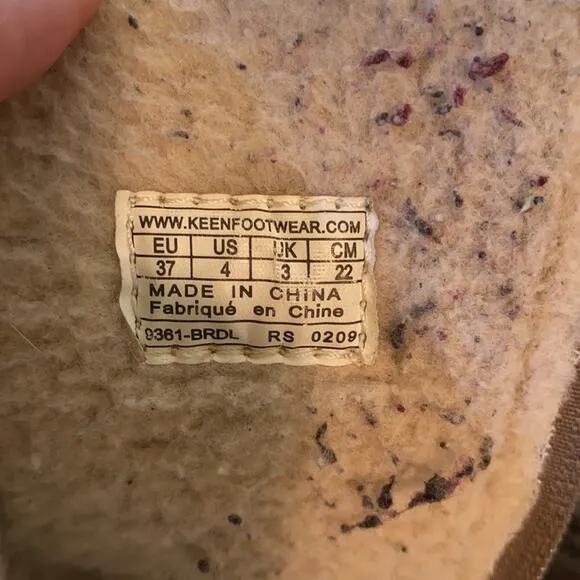 WWW.KEENFOOTWEAR.COM
EU US UK CM
37 4 3 22
MADE IN CHINA
Fabriqué en Chine
9361-BRDL RS 0209